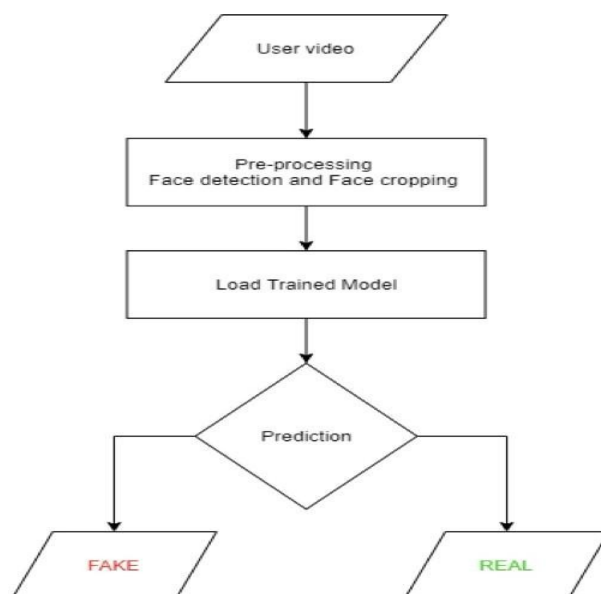 User video
Pre-processing
Face detection and Face cropping
Load Trained Model
Prediction
FAKE
REAL